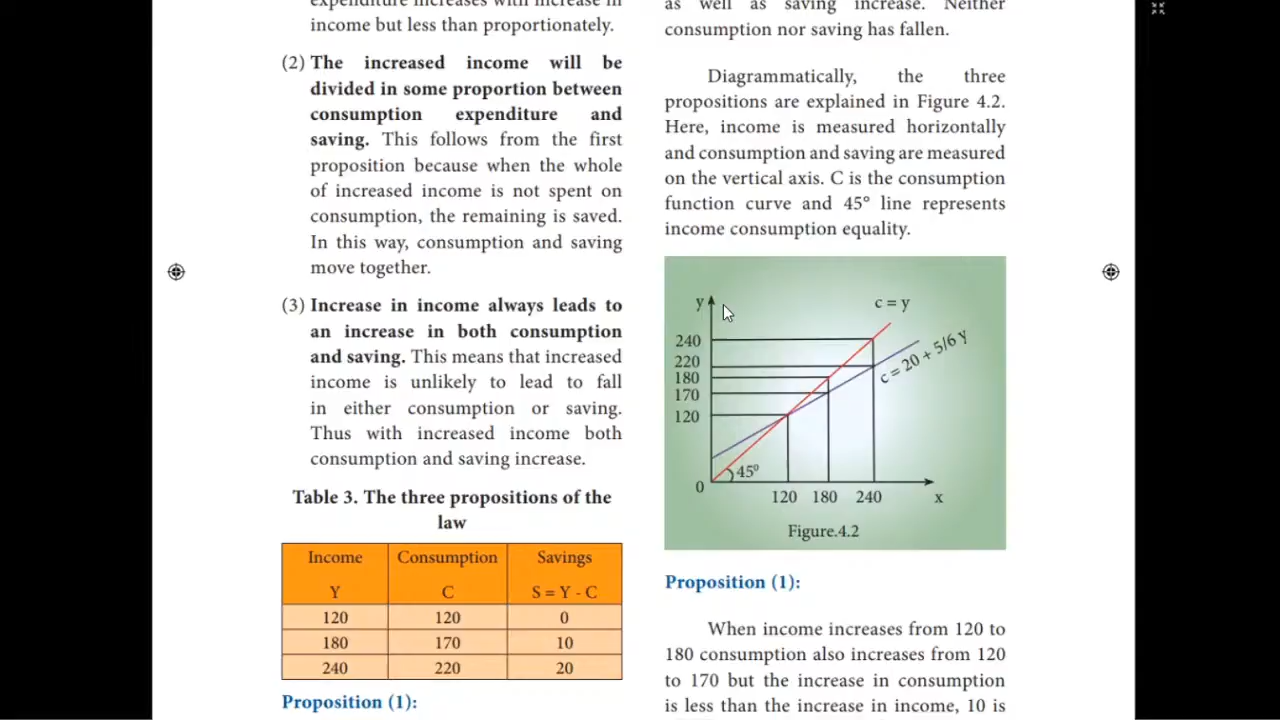 expenditure increases with increase in
income but less than proportionately.
(2) The increased income will be
divided in some proportion between
consumption expenditure and
saving. This follows from the first
proposition because when the whole
of increased income is not spent on
consumption, the remaining is saved.
In this way, consumption and saving
move together.
(3) Increase in income always leads to
an increase in both consumption
and saving. This means that increased
income is unlikely to lead to fall
in either consumption or saving.
Thus with increased income both
consumption and saving increase.
Table 3. The three propositions of the
law
Income Consumption Savings
Y C S = Y - C
120 120 0
180 170 10
240 220 20
Proposition (1):
as well as saving increase. Neither
consumption nor saving has fallen.
Diagrammatically, the three
propositions are explained in Figure 4.2.
Here, income is measured horizontally
and consumption and saving are measured
on the vertical axis. C is the consumption
function curve and 45° line represents
income consumption equality.
y
c = y
240
220
180
170
120
c = 20 + 5/6 y
45⁰
0
120 180 240 x
Figure.4.2
Proposition (1):
When income increases from 120 to
180 consumption also increases from 120
to 170 but the increase in consumption
is less than the increase in income, 10 is